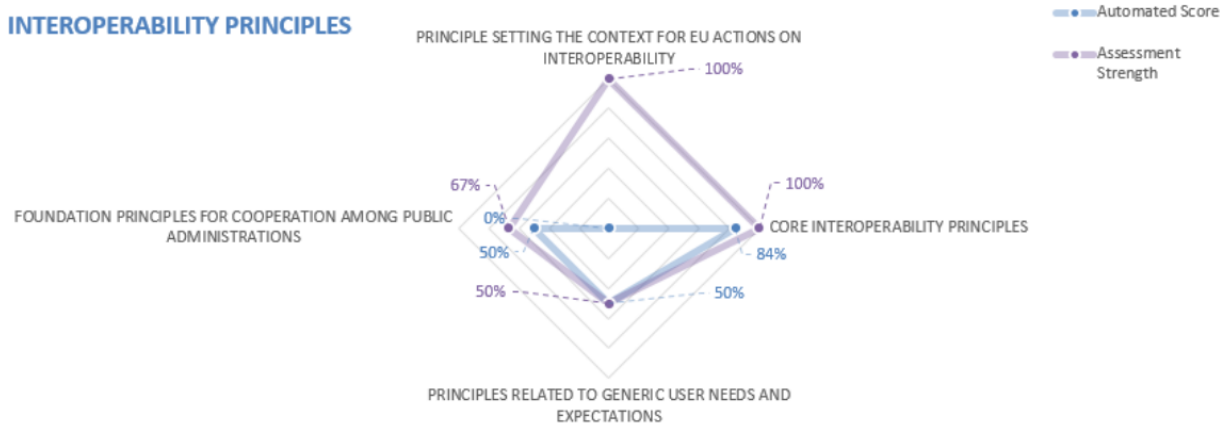 INTEROPERABILITY PRINCIPLES
Automated Score
Assessment
Strength
PRINCIPLE SETTING THE CONTEXT FOR EU ACTIONS ON
INTEROPERABILITY
100%
67%
100%
0%
FOUNDATION PRINCIPLES FOR COOPERATION AMONG PUBLIC
ADMINISTRATIONS
CORE INTEROPERABILITY PRINCIPLES
50%
84%
50%
50%
PRINCIPLES RELATED TO GENERIC USER NEEDS AND
EXPECTATIONS